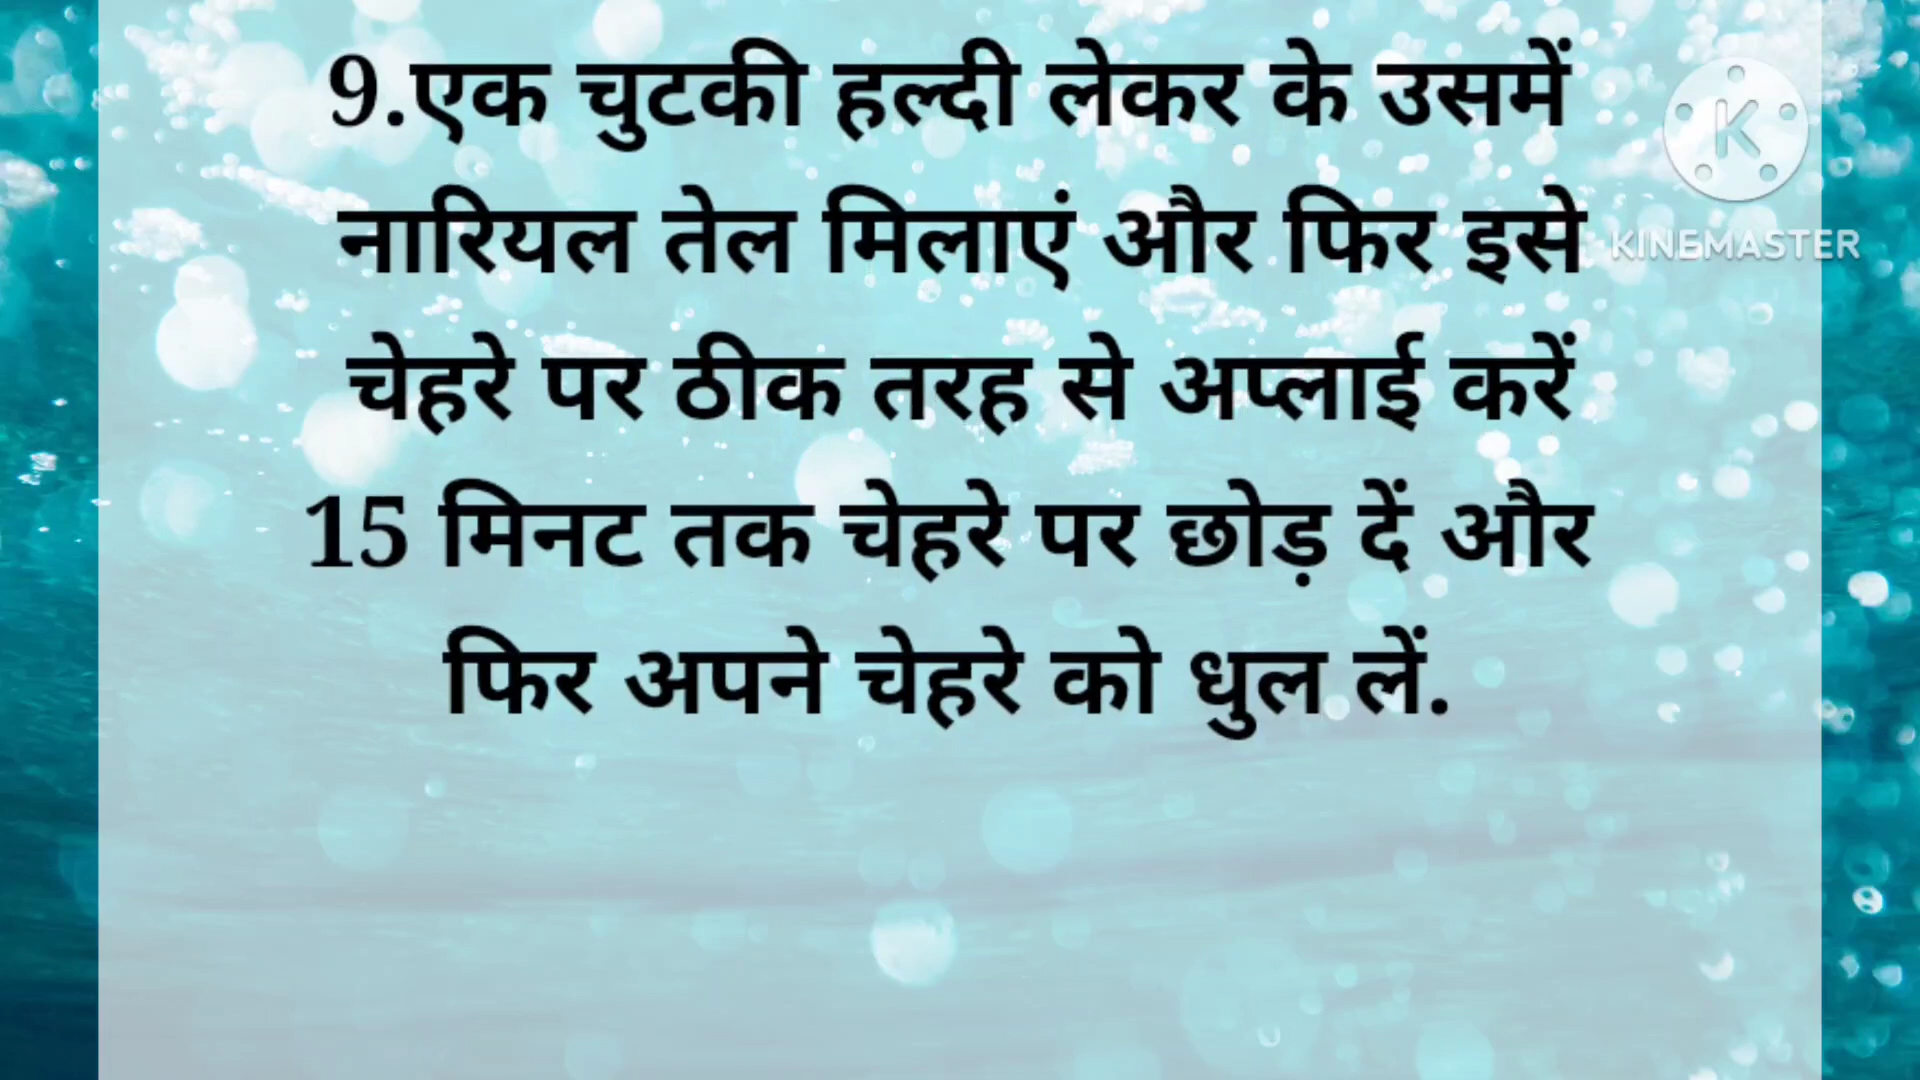 9.एक चुटकी हल्दी लेकर के उसमें
नारियल तेल मिलाएं और फिर इसे
चेहरे पर ठीक तरह से अप्लाई करें
15 मिनट तक चेहरे पर छोड़ दें और
फिर अपने चेहरे को धुल लें.
K
KINEMASTER